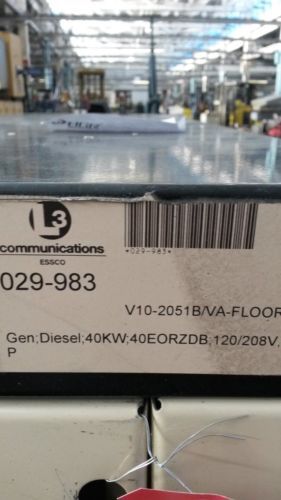 L3
communications
ESSCO
*029-983*
029-983
V10-2051B/VA-FLOOR
Gen;Diesel;40KW;40EORZDB,120/208V,
P